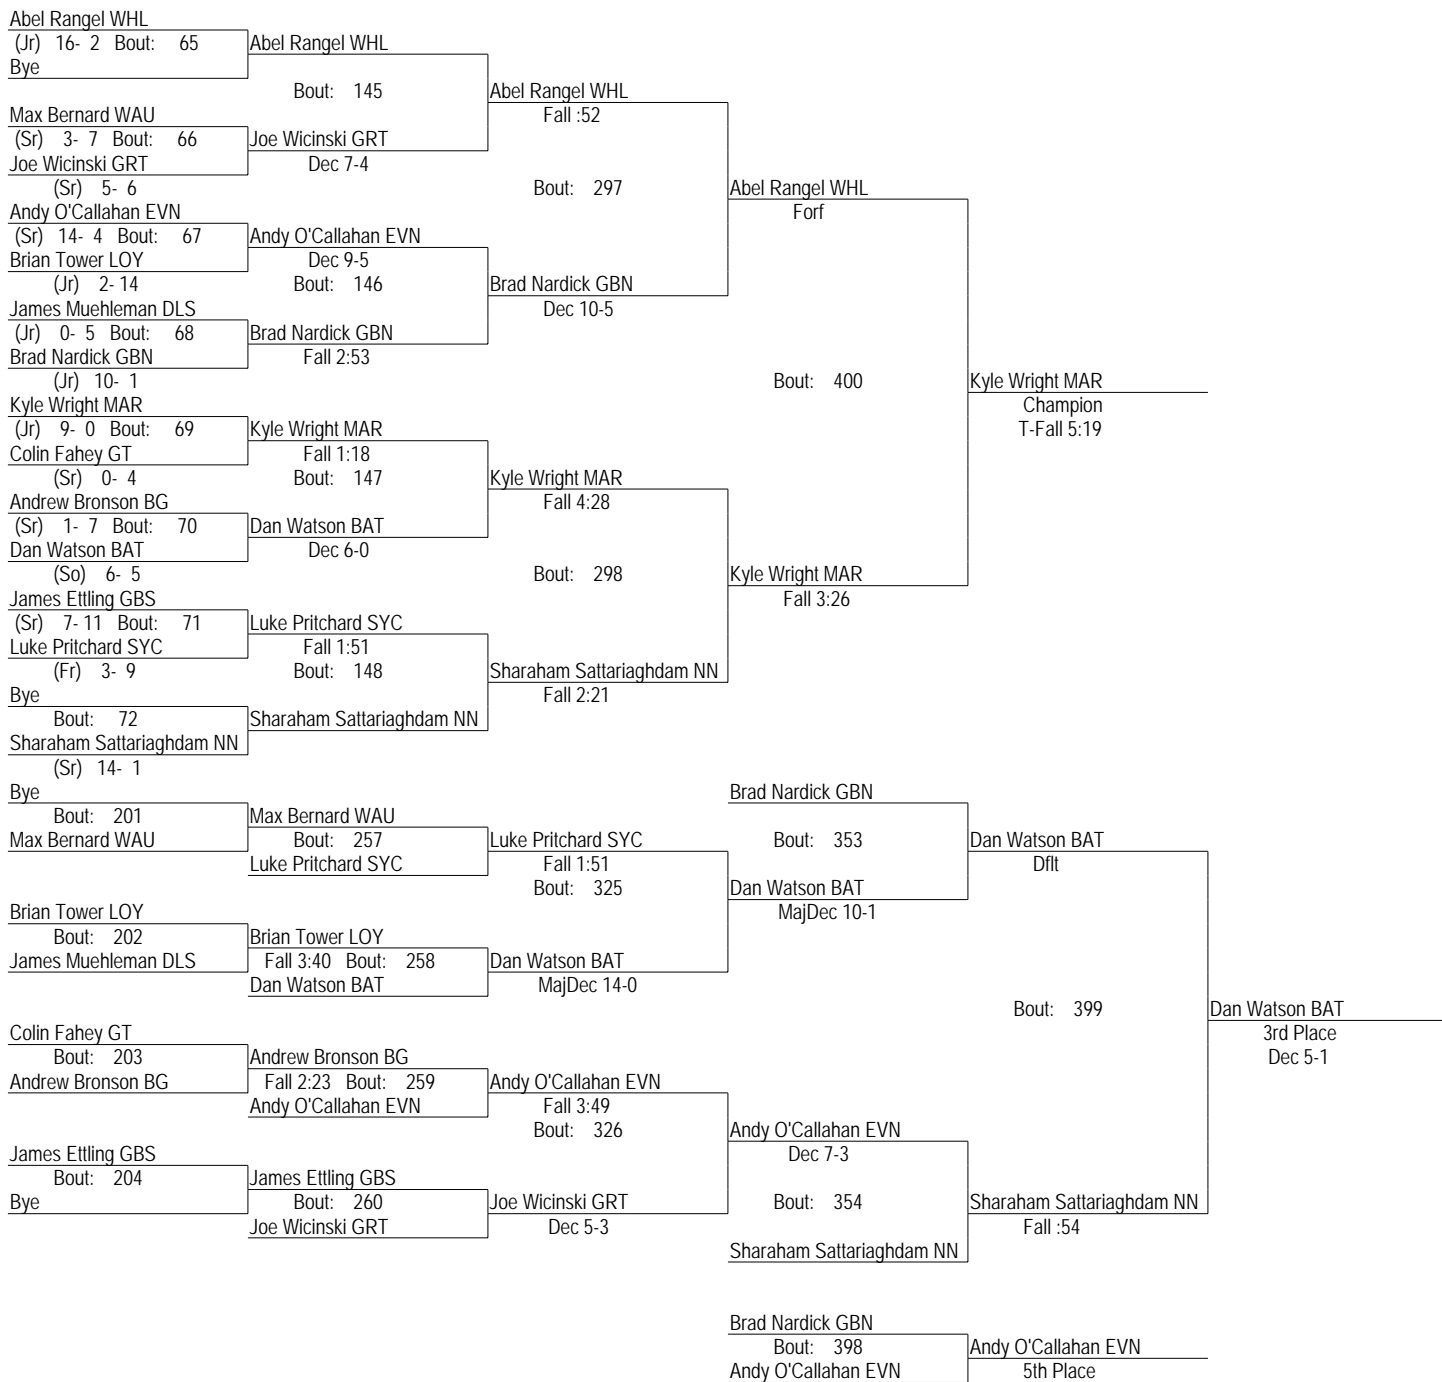 Abel Rangel WHL
(Jr) 16- 2 Bout: 65
Bye
Abel Rangel WHL
Bout: 145
Max Bernard WAU
(Sr) 3- 7 Bout: 66
Joe Wicinski GRT
(Sr) 5- 6
Joe Wicinski GRT
Dec 7-4
Abel Rangel WHL
Fall :52
Bout: 297
Andy O'Callahan EVN
(Sr) 14- 4 Bout: 67
Brian Tower LOY
(Jr) 2- 14
Andy O'Callahan EVN
Dec 9-5
Bout: 146
James Muehleman DLS
(Jr) 0- 5 Bout: 68
Brad Nardick GBN
(Jr) 10- 1
Brad Nardick GBN
Fall 2:53
Brad Nardick GBN
Dec 10-5
Abel Rangel WHL
Forf
Bout: 400
Kyle Wright MAR
(Jr) 9- 0 Bout: 69
Colin Fahey GT
(Sr) 0- 4
Kyle Wright MAR
Fall 1:18
Bout: 147
Andrew Bronson BG
(Sr) 1- 7 Bout: 70
Dan Watson BAT
(So) 6- 5
Dan Watson BAT
Dec 6-0
Kyle Wright MAR
Fall 4:28
Bout: 298
James Ettling GBS
(Sr) 7- 11 Bout: 71
Luke Pritchard SYC
(Fr) 3- 9
Luke Pritchard SYC
Fall 1:51
Bout: 148
Bye
Bout: 72
Sharaham Sattariaghdam NN
(Sr) 14- 1
Sharaham Sattariaghdam NN
Sharaham Sattariaghdam NN
Fall 2:21
Kyle Wright MAR
Fall 3:26
Kyle Wright MAR
Champion
T-Fall 5:19
Bye
Bout: 201
Max Bernard WAU
Max Bernard WAU
Bout: 257
Luke Pritchard SYC
Luke Pritchard SYC
Fall 1:51
Bout: 325
Brian Tower LOY
Bout: 202
James Muehleman DLS
Brian Tower LOY
Fall 3:40 Bout: 258
Dan Watson BAT
Dan Watson BAT
MajDec 14-0
Brad Nardick GBN
Bout: 353
Dan Watson BAT
MajDec 10-1
Dan Watson BAT
Dflt
Bout: 399
Colin Fahey GT
Bout: 203
Andrew Bronson BG
Andrew Bronson BG
Fall 2:23 Bout: 259
Andy O'Callahan EVN
Andy O'Callahan EVN
Fall 3:49
Bout: 326
James Ettling GBS
Bout: 204
Bye
James Ettling GBS
Bout: 260
Joe Wicinski GRT
Joe Wicinski GRT
Dec 5-3
Andy O'Callahan EVN
Dec 7-3
Bout: 354
Sharaham Sattariaghdam NN
Sharaham Sattariaghdam NN
Fall :54
Dan Watson BAT
3rd Place
Dec 5-1
Brad Nardick GBN
Bout: 398
Andy O'Callahan EVN
Andy O'Callahan EVN
5th Place